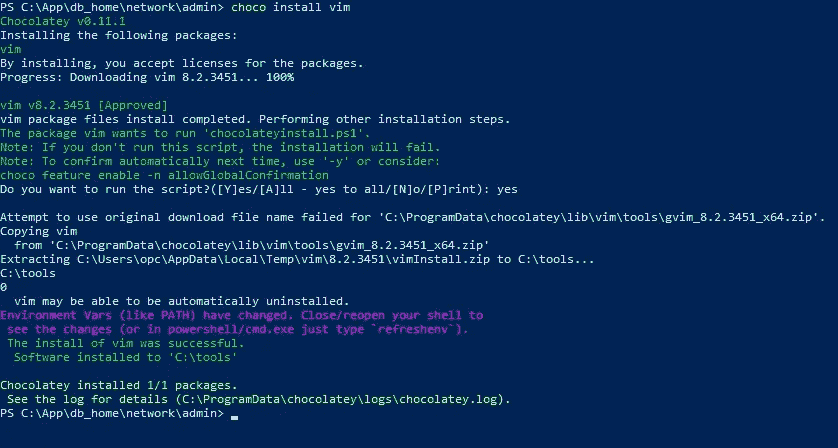 PS C:\App\db_home\network\admin> choco install vim
Chocolatey v0.11.1
Installing the following packages:
vim
By installing, you accept licenses for the packages.
Progress: Downloading vim 8.2.3451... 100%
vim v8.2.3451 [Approved]
vim package files install completed. Performing other installation steps.
The package vim wants to run 'chocolateyinstall.ps1'.
Note: If you don't run this script, the installation will fail.
Note: To confirm automatically next time, use '-y' or consider:
choco feature enable -n allowGlobalConfirmation
Do you want to run the script?([Y]es/[A]ll - yes to all/[N]o/[P]rint): yes
Attempt to use original download file name failed for 'C:\ProgramData\chocolatey\lib\vim\tools\gvim_8.2.3451_x64.zip'.
Copying vim
from 'C:\ProgramData\chocolatey\lib\vim\tools\gvim_8.2.3451_x64.zip'
Extracting C:\Users\opc\AppData\Local\Temp\vim\8.2.3451\vimInstall.zip to C:\tools...
C:\tools
0
vim may be able to be automatically uninstalled.
Environment Vars (like PATH) have changed. Close/reopen your shell to
see the changes (or in powershell/cmd.exe just type `refreshenv`).
The install of vim was successful.
Software installed to 'C:\tools'
Chocolatey installed 1/1 packages.
See the log for details (C:\ProgramData\chocolatey\logs\chocolatey.log).
PS C:\App\db_home\network\admin>